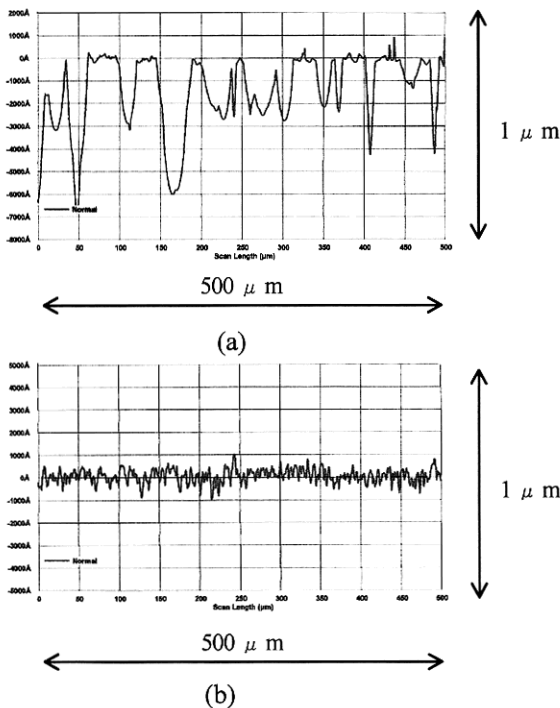 2000Å
1000Å
0Å
-1000Å
-2000Å
-3000Å
-4000Å
-5000Å
-6000Å
-7000Å
-8000Å
Normal
0 50 100 150 200 250 300 350 400 450 500
Scan Length (μm)
1 μ m
500 μ m
(a)
5000Å
4000Å
3000Å
2000Å
1000Å
0Å
-1000Å
-2000Å
-3000Å
-4000Å
-5000Å
Normal
0 50 100 150 200 250 300 350 400 450 500
Scan Length (μm)
1 μ m
500 μ m
(b)